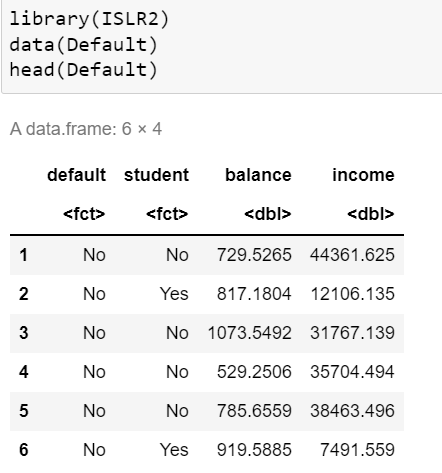 library(ISLR2)
data(Default)
head(Default)
A data.frame: 6 × 4
default student balance income
<fct> <fct> <dbl> <dbl>
1 No No 729.5265 44361.625
2 No Yes 817.1804 12106.135
3 No No 1073.5492 31767.139
4 No No 529.2506 35704.494
5 No No 785.6559 38463.496
6 No Yes 919.5885 7491.559